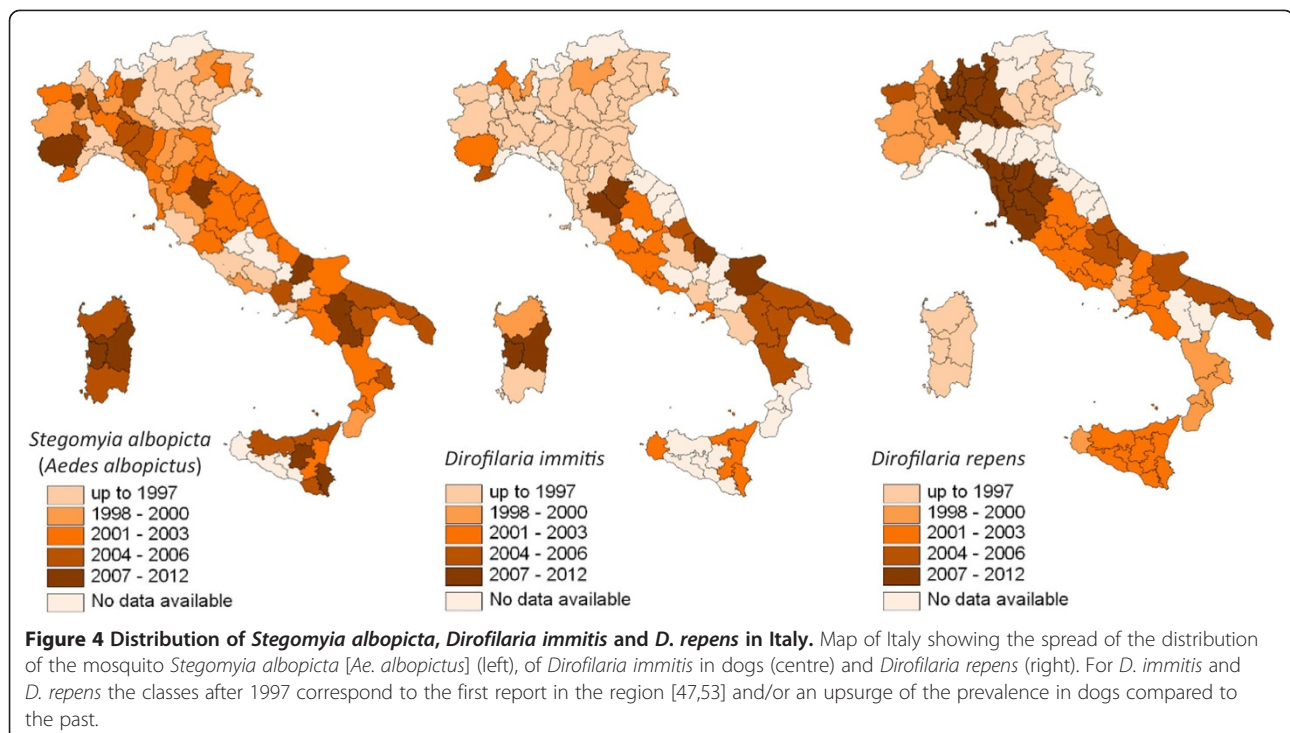 Stegomyia albopicta
(Aedes albopictus)
up to 1997
1998 - 2000
2001 - 2003
2004 - 2006
2007 - 2012
No data available
Dirofilaria immitis
up to 1997
1998 - 2000
2001 - 2003
2004 - 2006
2007 - 2012
No data available
Dirofilaria repens
up to 1997
1998 - 2000
2001 - 2003
2004 - 2006
2007 - 2012
No data available
Figure 4 Distribution of Stegomyia albopicta, Dirofilaria immitis and D. repens in Italy. Map of Italy showing the spread of the distribution
of the mosquito Stegomyia albopicta [Ae. albopictus] (left), of Dirofilaria immitis in dogs (centre) and Dirofilaria repens (right). For D. immitis and
D. repens the classes after 1997 correspond to the first report in the region [47,53] and/or an upsurge of the prevalence in dogs compared to
the past.